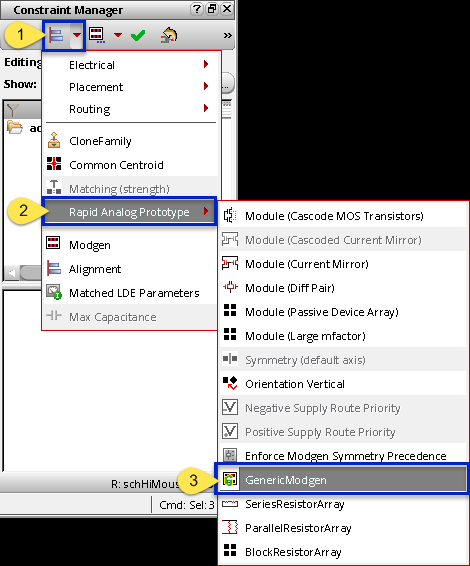 Constraint Manager
? 
1
»
Editin
Show:
...
ac
Electrical
Placement
Routing
CloneFamily
Common Centroid
Matching (strength)
2
Rapid Analog Prototype
Modgen
Alignment
Matched LDE Parameters
Max Capacitance
Module (Cascode MOS Transistors)
Module (Cascoded Current Mirror)
Module (Current Mirror)
Module (Diff Pair)
Module (Passive Device Array)
Module (Large mfactor)
Symmetry (default axis)
Orientation Vertical
Negative Supply Route Priority
Positive Supply Route Priority
Enforce Modgen Symmetry Precedence
3
GenericModgen
SeriesResistorArray
ParallelResistorArray
BlockResistorArray
R: schHiMous
Cmd: Sel: 3